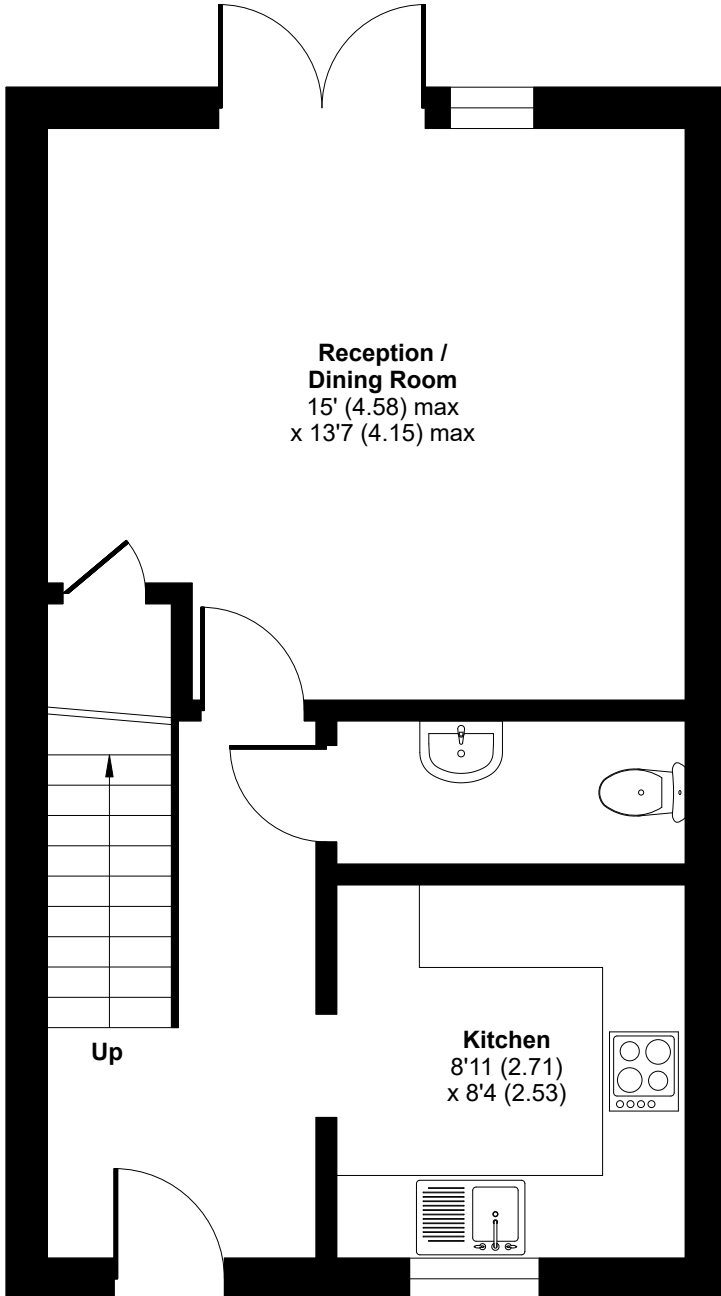 Reception /
Dining Room
15' (4.58) max
x 13'7 (4.15) max
Up
Kitchen
8'11 (2.71)
x 8'4 (2.53)